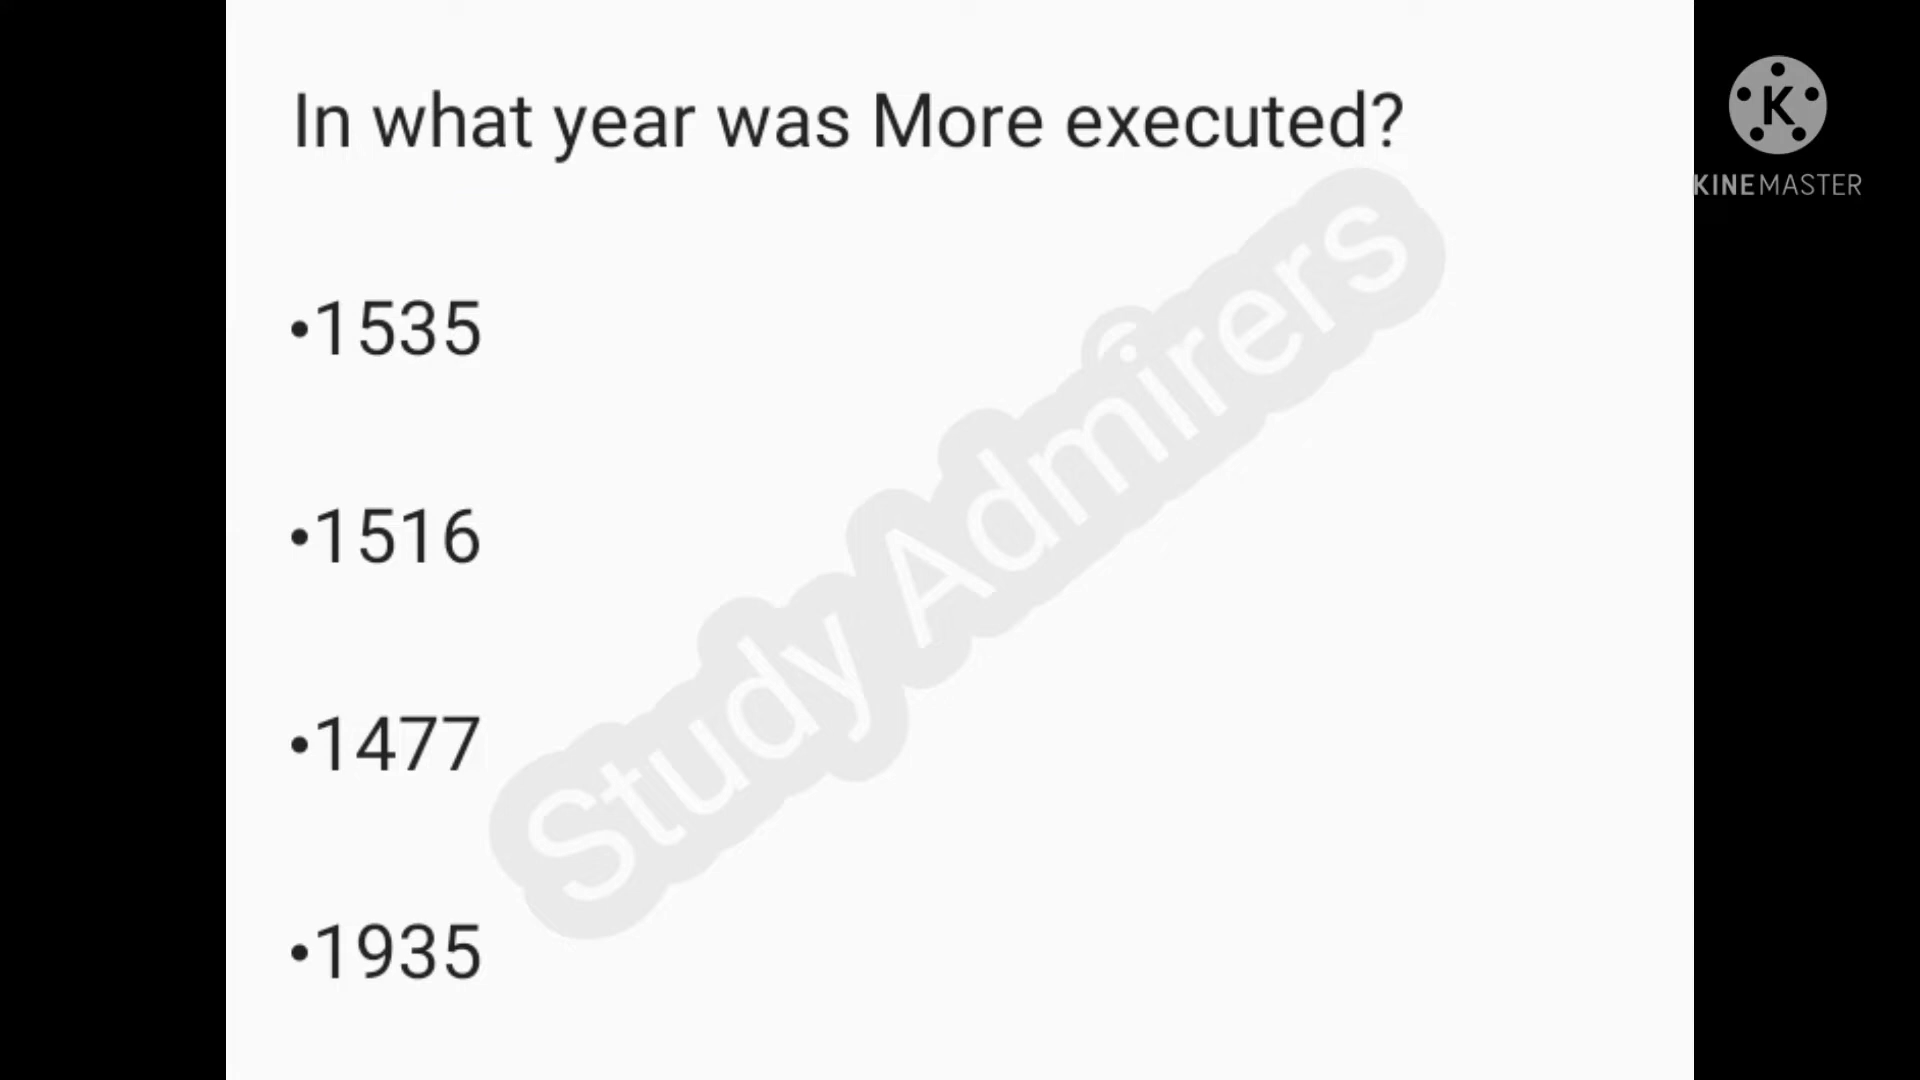 In what year was More executed?
•1535
•1516
•1477
•1935
Study Admirers
K
KINEMASTER